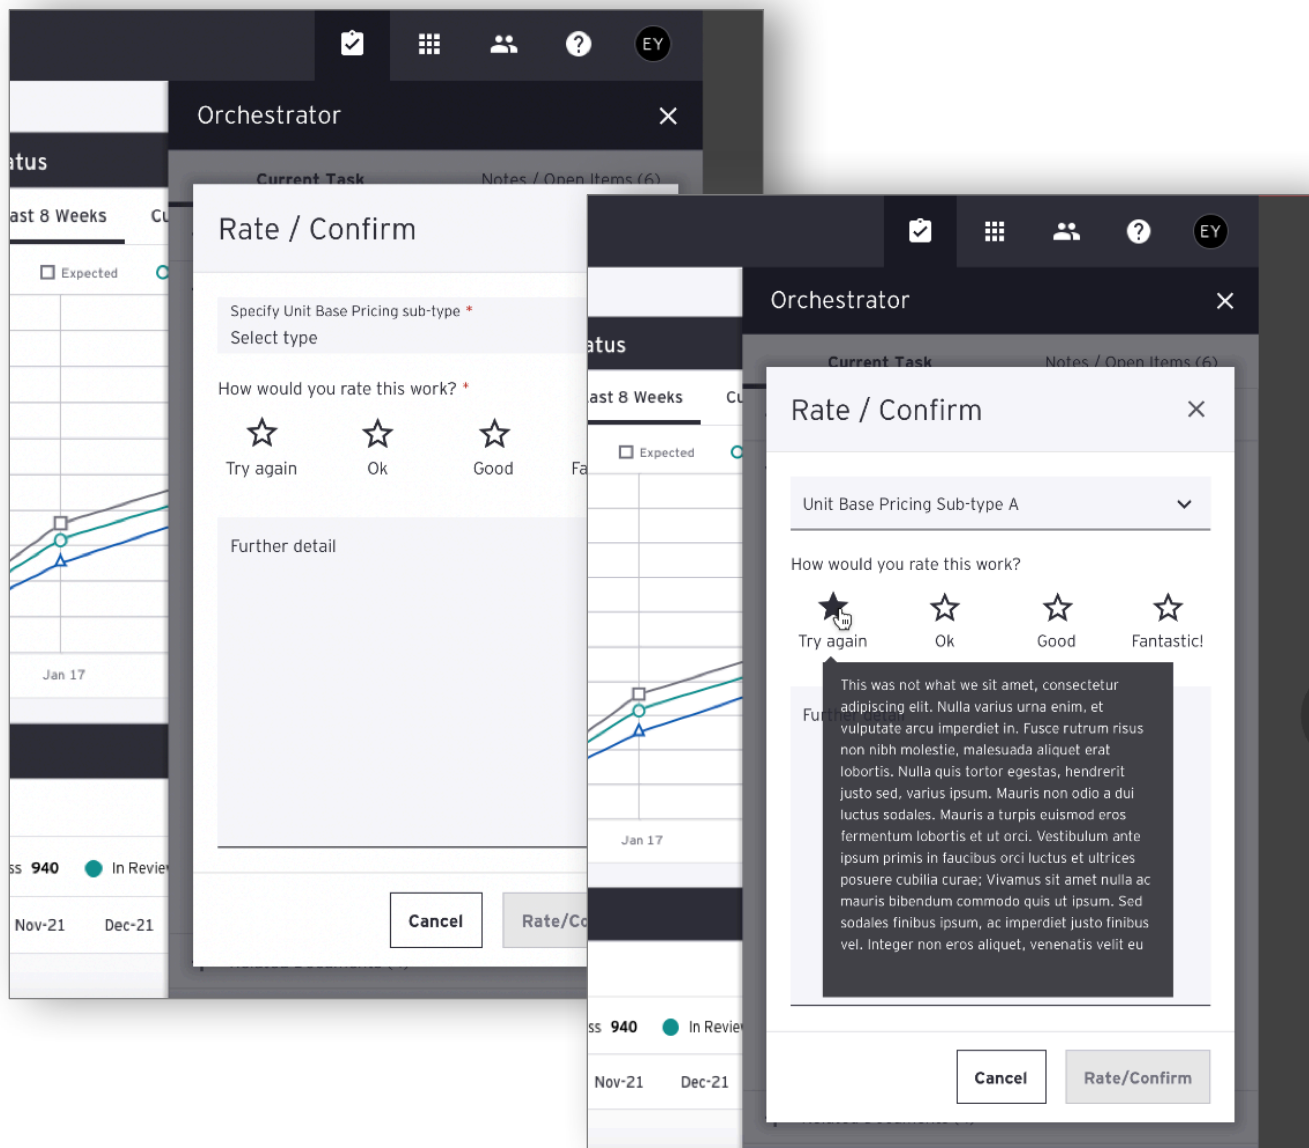 EY
Orchestrator
atus
Current Task
Notes / Open Items (6)
ast 8 Weeks
Cu
Rate / Confirm
Expected
Specify Unit Base Pricing sub-type *
Select type
How would you rate this work? *
Try again
Ok
Good
Fa
Further detail
Jan 17
ss 940
In Revie
Nov-21
Dec-21
Cancel
Rate/Co
EY
Orchestrator
atus
Current Task
Notes / Open Items (6)
ast 8 Weeks
Cu
Rate / Confirm
Expected
Unit Base Pricing Sub-type A
How would you rate this work?
Try again
Ok
Good
Fantastic!
Further detail
This was not what we sit amet, consectetur
adipiscing elit. Nulla varius urna enim, et
vulputate arcu imperdiet in. Fusce rutrum risus
non nibh molestie, malesuada aliquet erat
lobortis. Nulla quis tortor egestas, hendrerit
justo sed, varius ipsum. Mauris non odio a dui
luctus sodales. Mauris a turpis euismod eros
fermentum lobortis et ut orci. Vestibulum ante
ipsum primis in faucibus orci luctus et ultrices
posuere cubilia curae; Vivamus sit amet nulla ac
mauris bibendum commodo quis ut ipsum. Sed
sodales finibus ipsum, ac imperdiet justo finibus
vel. Integer non eros aliquet, venenatis velit eu
Jan 17
ss 940
In Revie
Nov-21
Dec-21
Cancel
Rate/Confirm